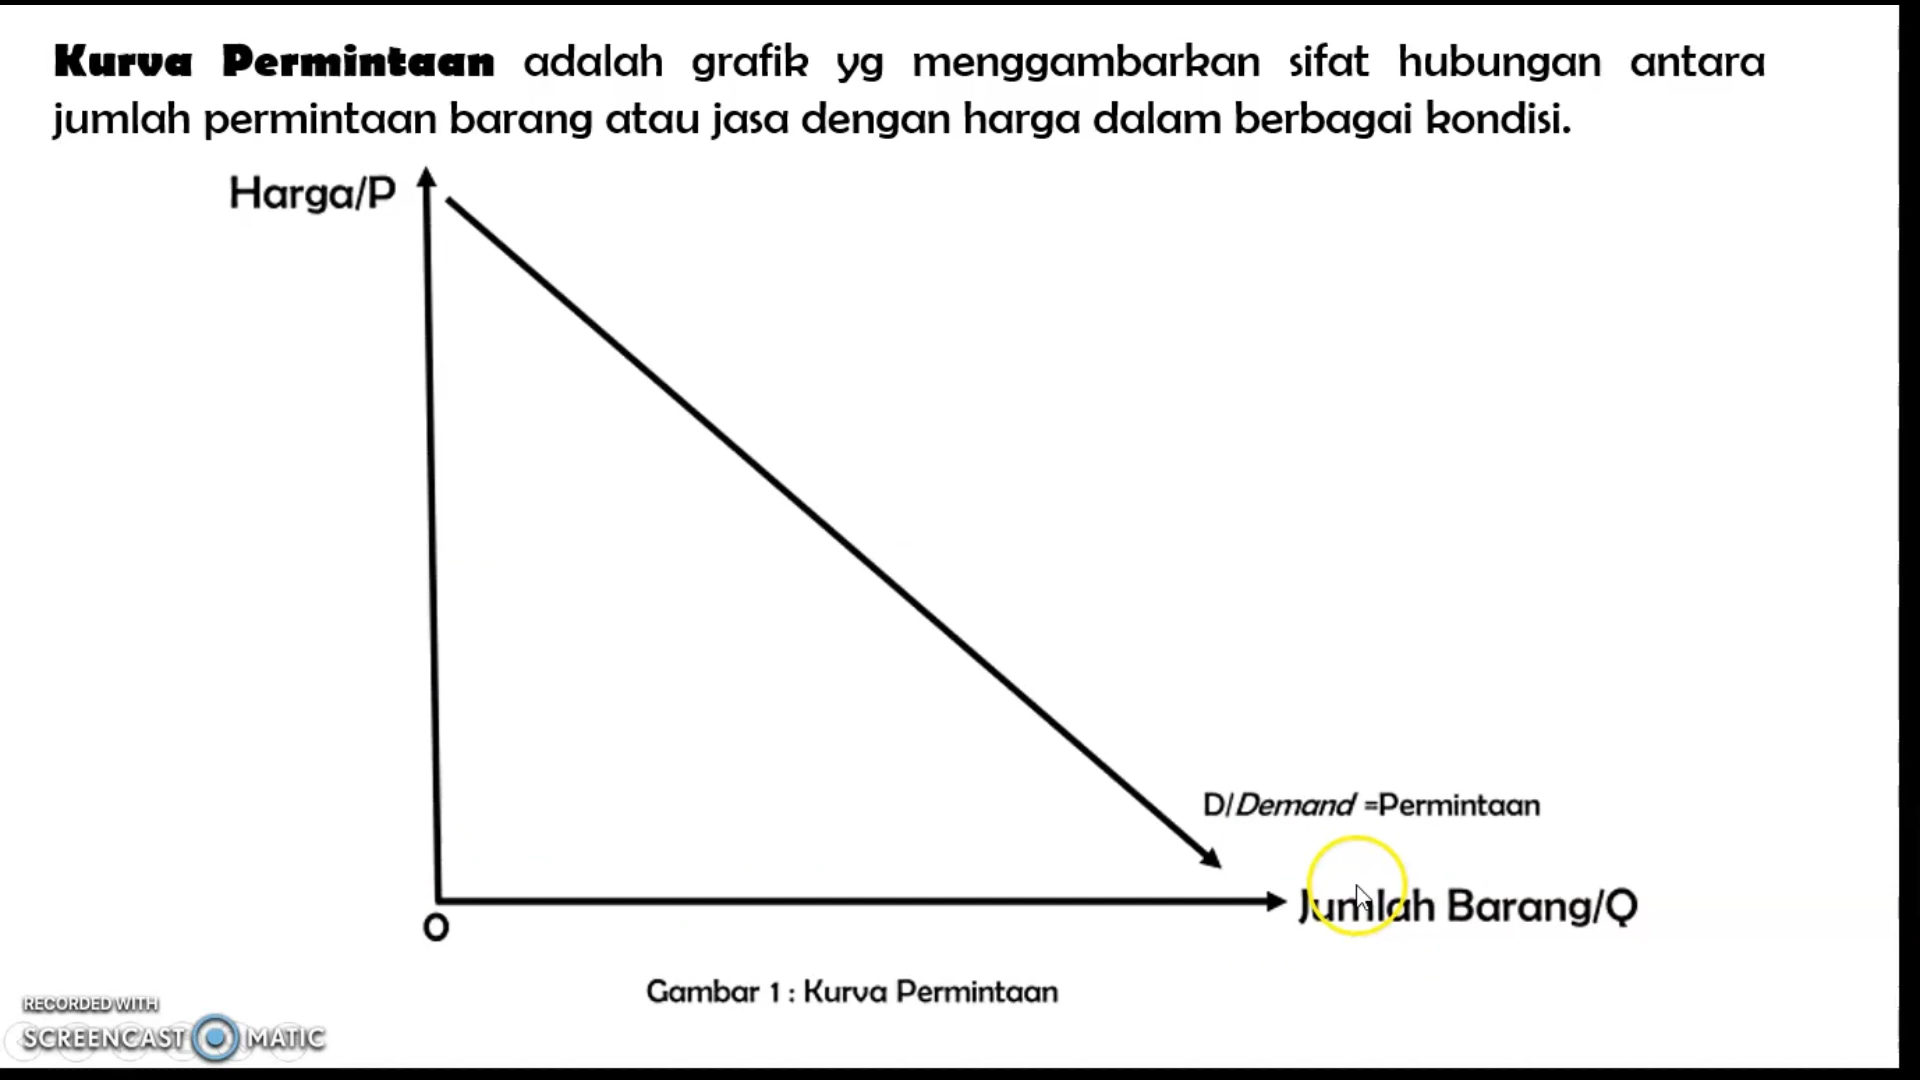 Kurva Permintaan adalah grafik yg menggambarkan sifat hubungan antara
jumlah permintaan barang atau jasa dengan harga dalam berbagai kondisi.
Harga/P
D/Demand =Permintaan
Jumlah Barang/Q
O
Gambar 1 : Kurva Permintaan
RECORDED WITH
SCREENCAST MATIC